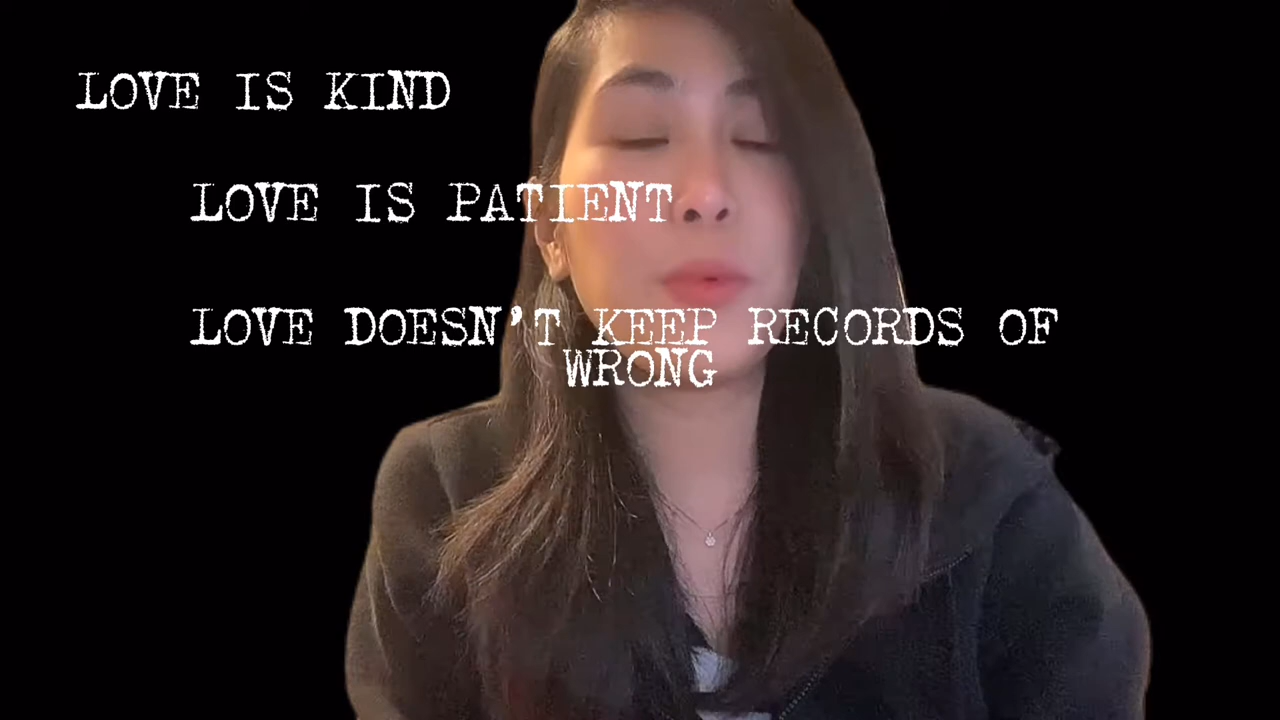 LOVE IS KIND
LOVE IS PATIENT
LOVE DOESN'T KEEP RECORDS OF
WRONG